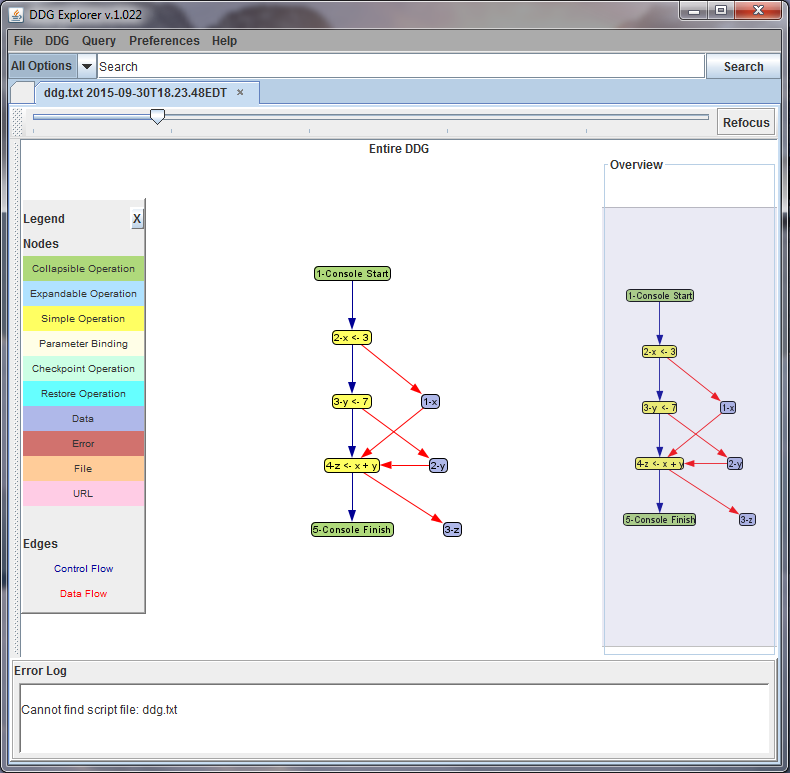 DDG Explorer v.1.022
File DDG Query Preferences Help
All Options Search Search
ddg.txt 2015-09-30T18.23.48EDT ×
Refocus
Entire DDG
Overview
Legend X
Nodes
Collapsible Operation
Expandable Operation
Simple Operation
Parameter Binding
Checkpoint Operation
Restore Operation
Data
Error
File
URL
Edges
Control Flow
Data Flow
1-Console Start
2-x <- 3
3-y <- 7
1-x
4-z <- x + y
2-y
5-Console Finish
3-z
1-Console Start
2-x <- 3
3-y <- 7
1-x
4-z <- x + y
2-y
5-Console Finish
3-z
Error Log
Cannot find script file: ddg.txt